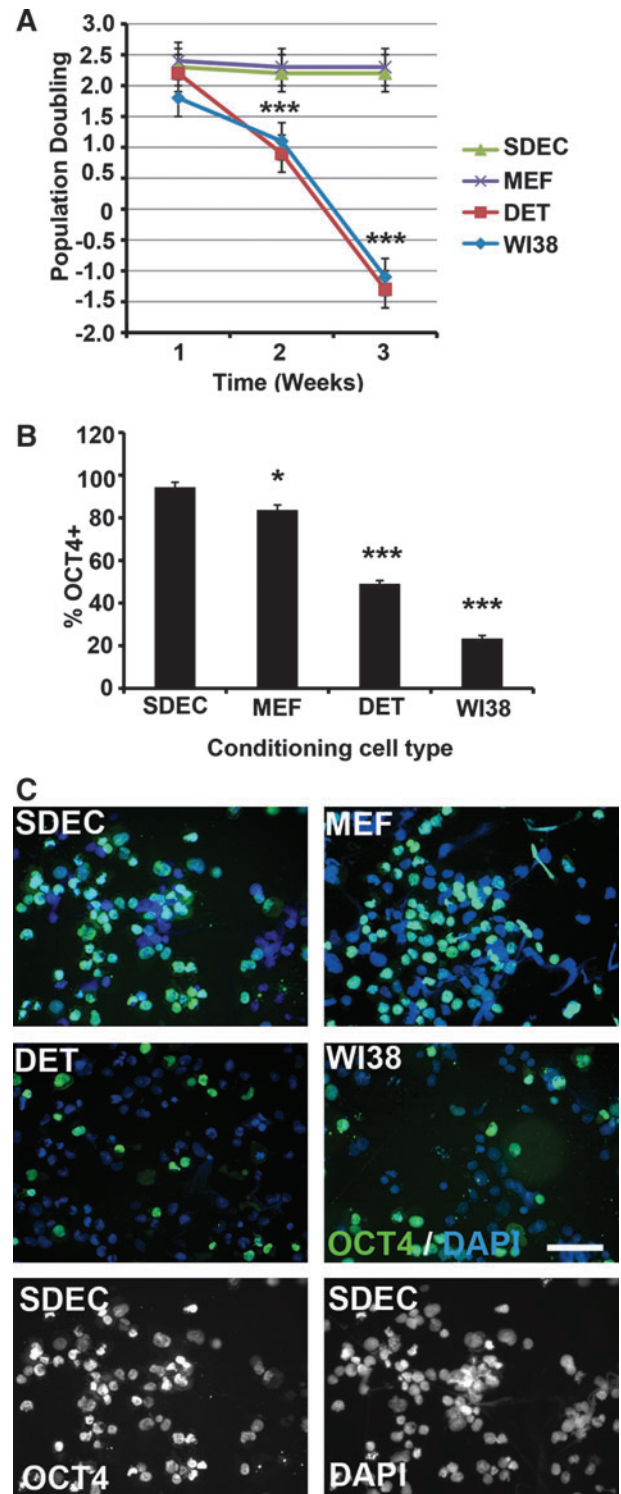 A
Population Doubling
3.0
2.5
2.0
1.5
1.0
0
-0.5
-1.0
-1.5
-2.0
***
***
1 2 3
Time (Weeks)
SDEC
MEF
DET
WI38
B
% OCT4+
120
100
80
60
40
20
0
*
***
***
SDEC MEF DET WI38
Conditioning cell type
C
SDEC
MEF
DET
WI38
OCT4 / DAPI
SDEC
OCT4
SDEC
DAPI